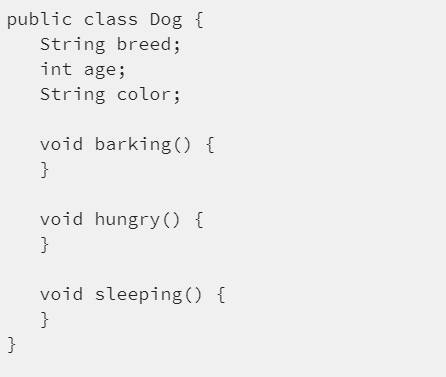 public class Dog {
   String breed;
   int age;
   String color;

   void barking() {
   }

   void hungry() {
   }

   void sleeping() {
   }
}